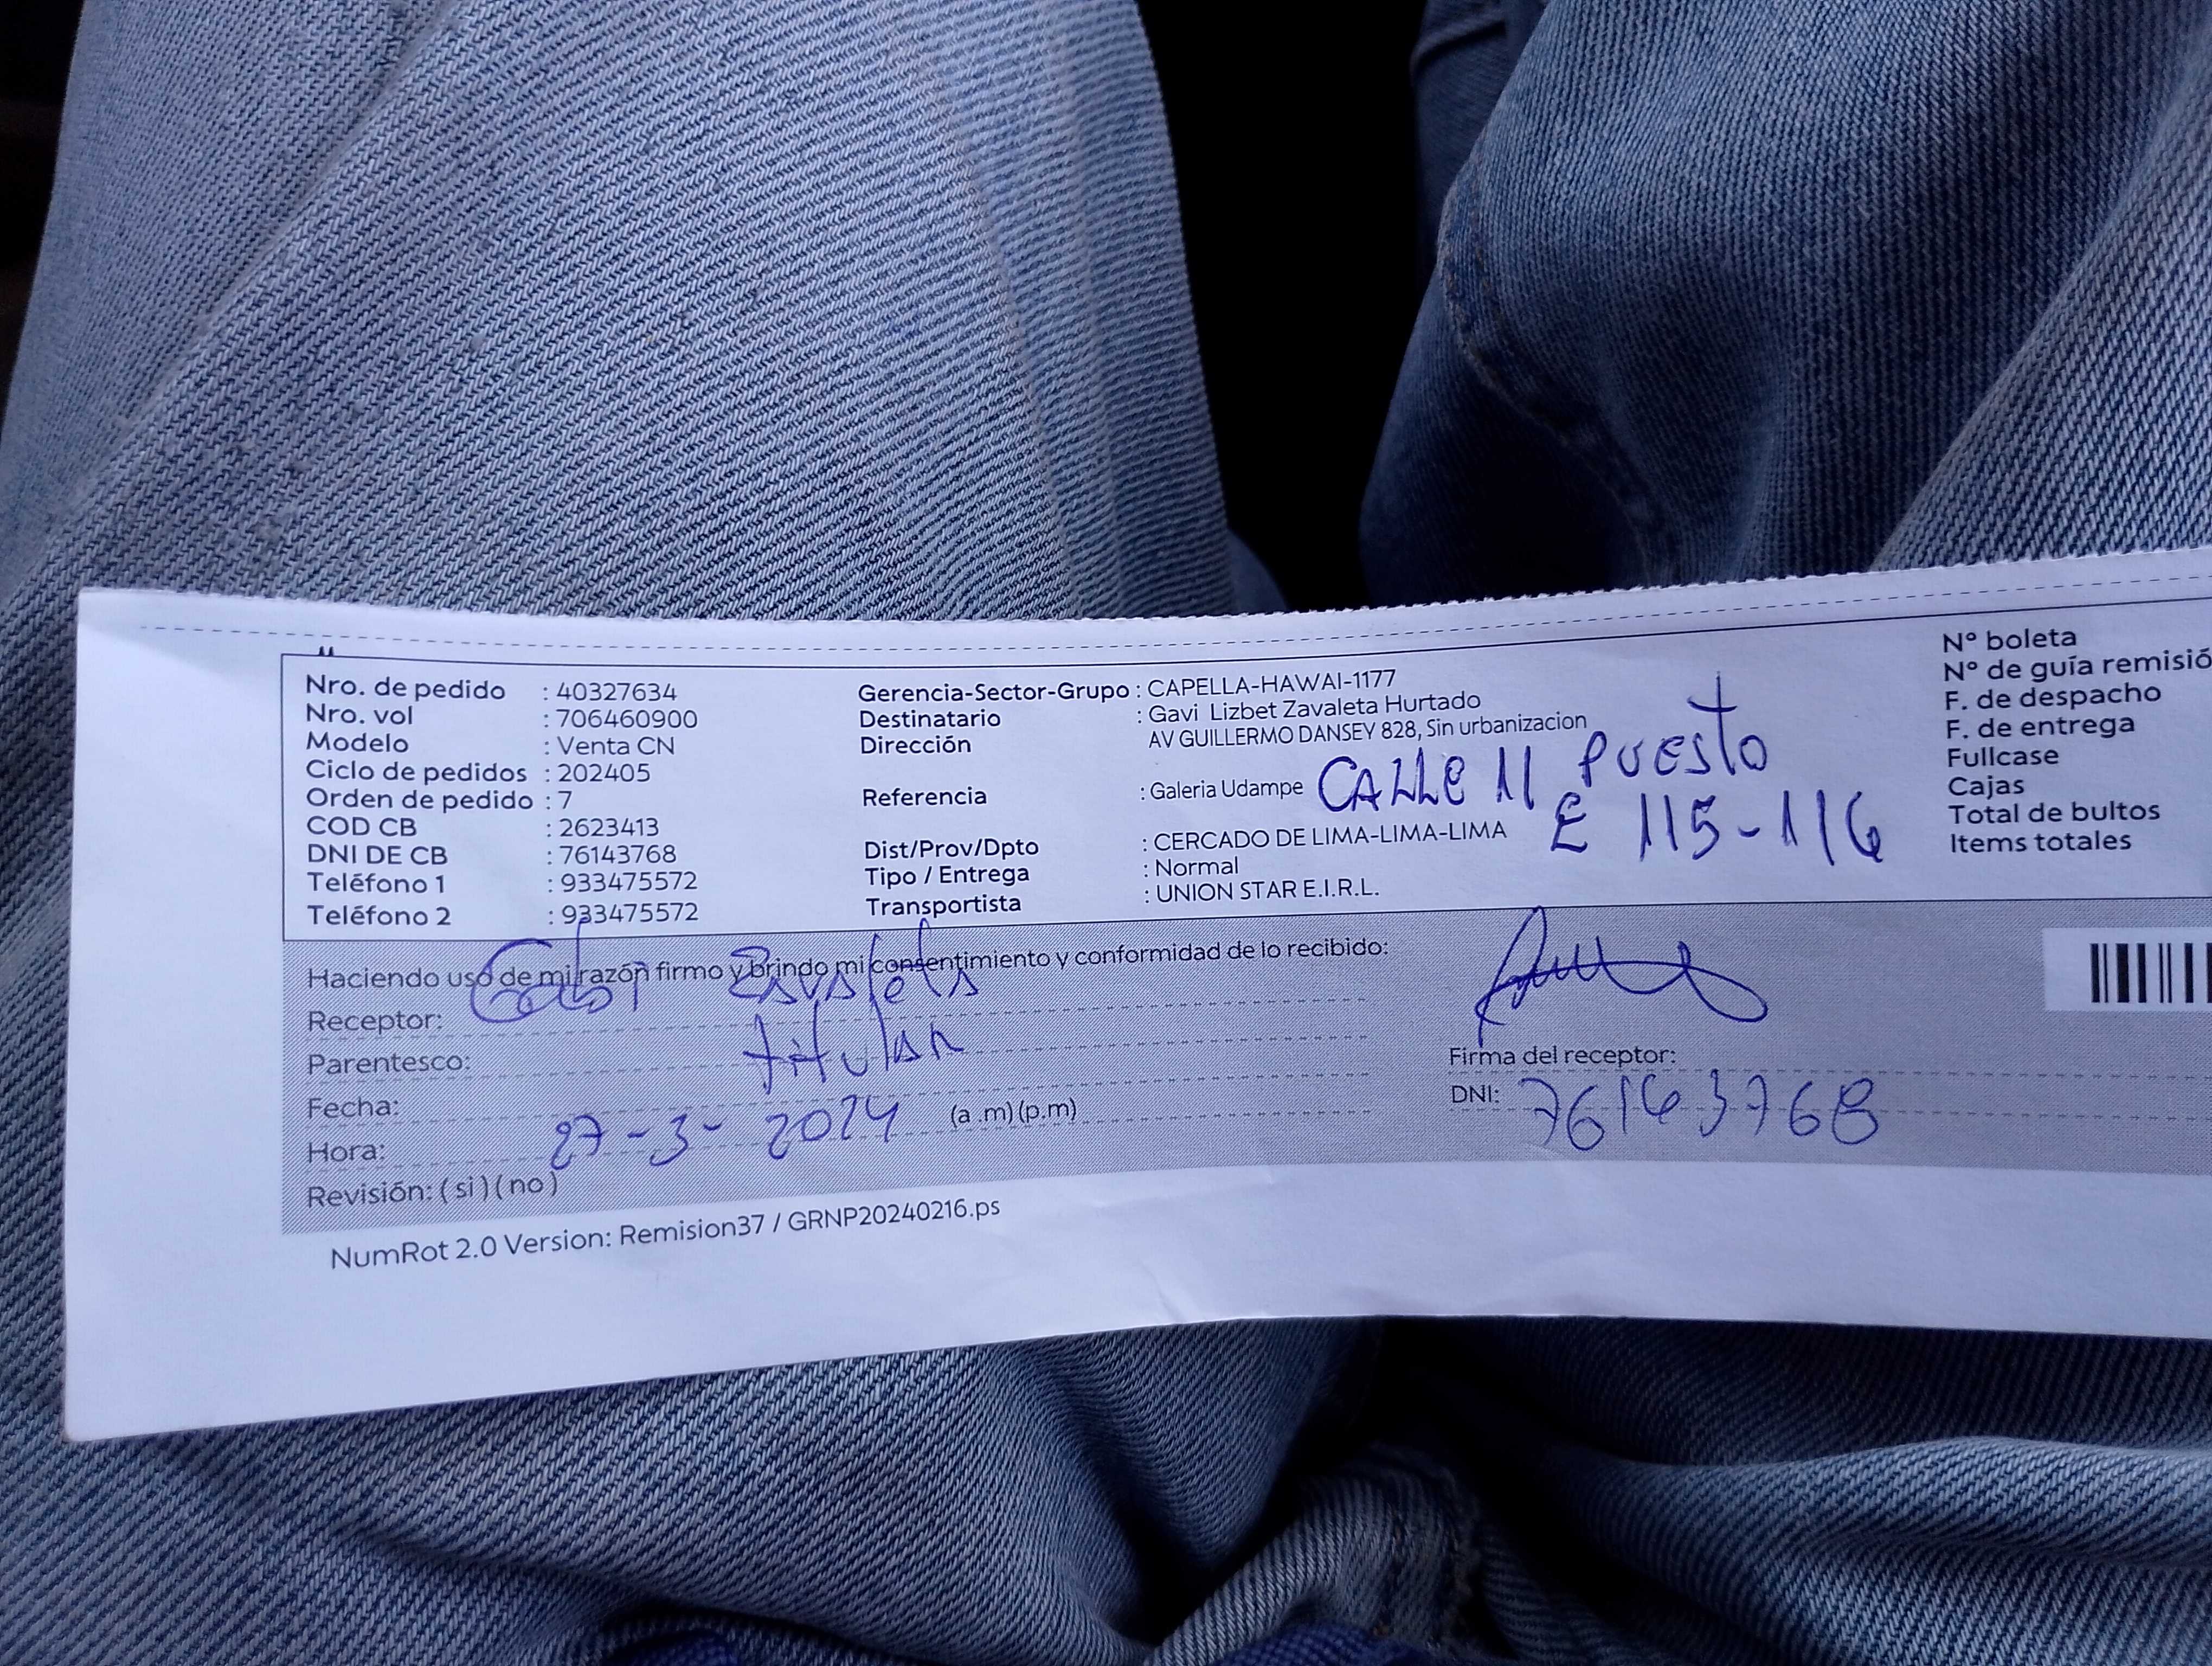 Nro. de pedido : 40327634
Nro. vol : 706460900
Modelo : Venta CN
Ciclo de pedidos : 202405
Orden de pedido : 7
COD CB : 2623413
DNI DE CB : 76143768
Teléfono 1 : 933475572
Teléfono 2 : 933475572
Gerencia-Sector-Grupo : CAPELLA-HAWAI-1177
Destinatario : Gavi Lizbet Zavaleta Hurtado
Dirección AV GUILLERMO DANSEY 828, Sin urbanizacion
Referencia : Galeria Udampe CALLE 11 PUESTO
E 115-116
Dist/Prov/Dpto : CERCADO DE LIMA-LIMA-LIMA
Tipo / Entrega : Normal
Transportista : UNION STAR E.I.R.L.
N° boleta
N° de guía remisió
F. de despacho
F. de entrega
Fullcase
Cajas
Total de bultos
Items totales
Haciendo uso de mi razón firmo y brindo mi consentimiento y conformidad de lo recibido:
Receptor:
Parentesco: titular
Fecha: 27-3-2024
Hora: (a.m)(p.m)
Revisión: (si)(no)
Firma del receptor:
DNI: 76143768
NumRot 2.0 Version: Remision37 / GRNP20240216.ps